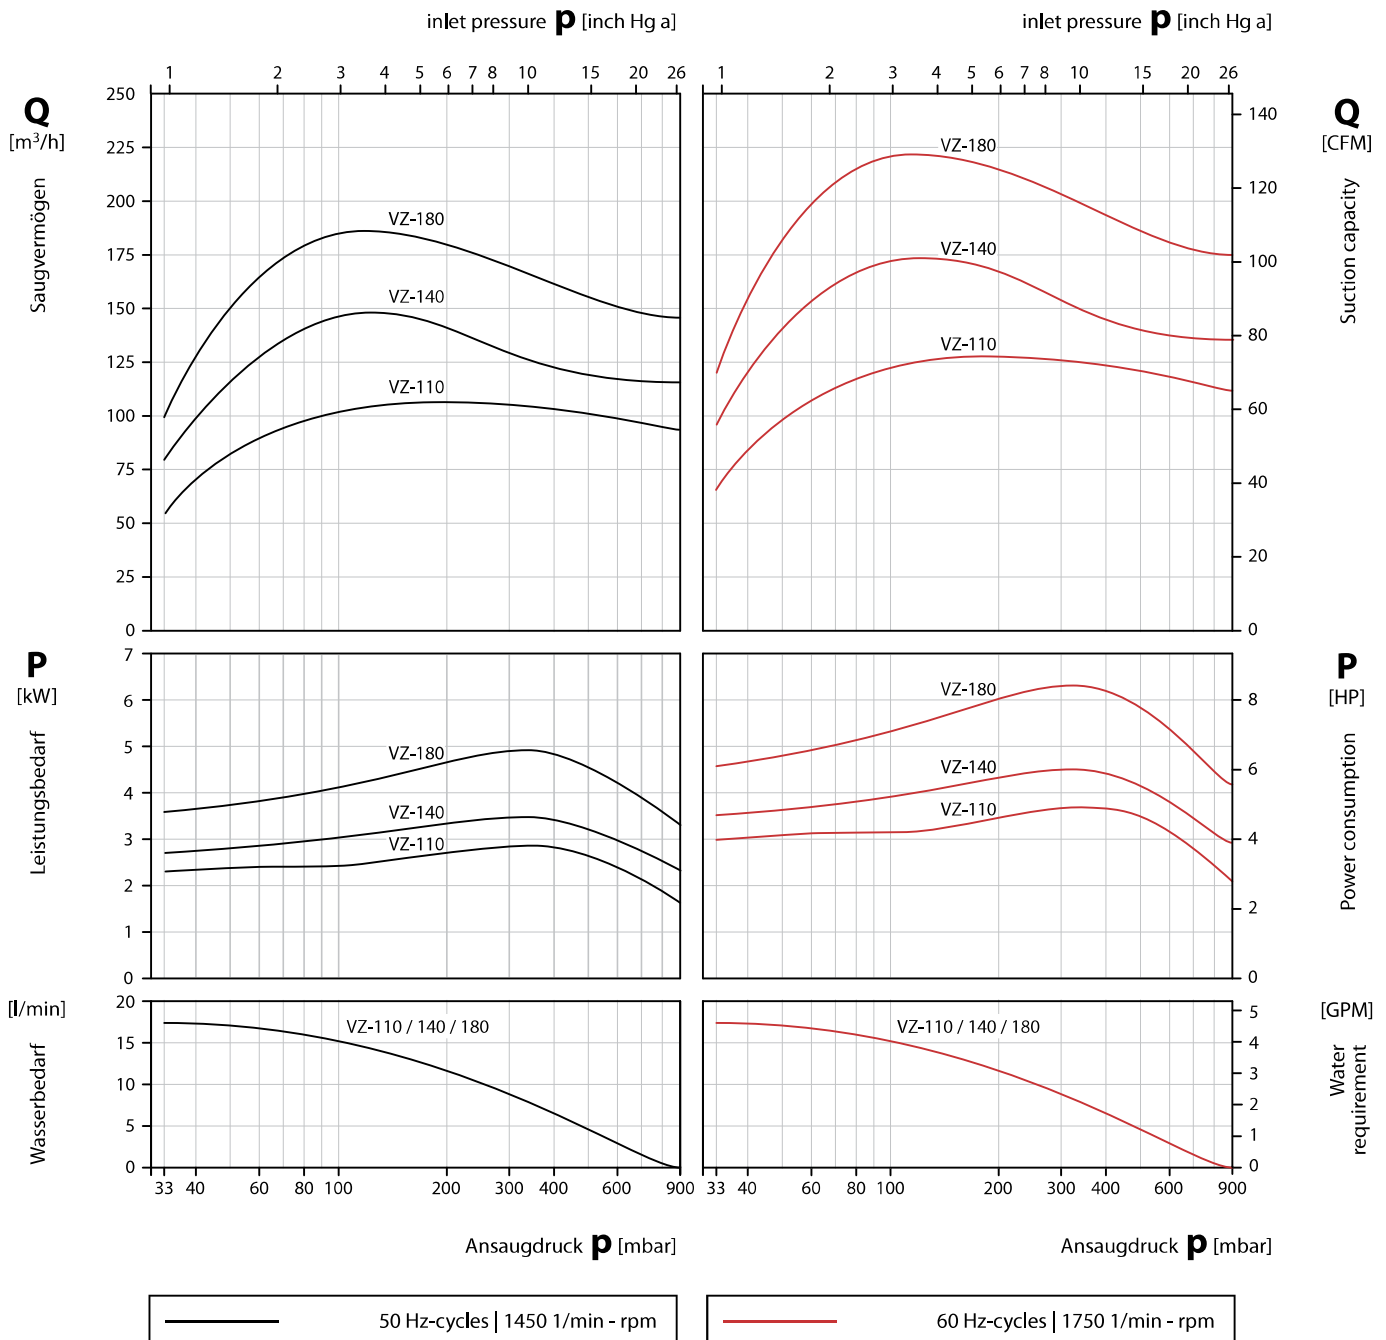 inlet pressure p [inch Hg a]
inlet pressure p [inch Hg a]
1 2 3 4 5 6 7 8 10 15 20 26
1 2 3 4 5 6 7 8 10 15 20 26
Q
[m³/h]
Saugvermögen
250
225
200
175
150
125
100
75
50
25
0
VZ-180
VZ-140
VZ-110
VZ-180
VZ-140
VZ-110
140
120
100
80
60
40
20
0
Q
[CFM]
Suction capacity
P
[kW]
Leistungsbedarf
7
6
5
4
3
2
1
0
VZ-180
VZ-140
VZ-110
VZ-180
VZ-140
VZ-110
8
6
4
2
0
P
[HP]
Power consumption
[l/min]
Wasserbedarf
20
15
10
5
0
VZ-110 / 140 / 180
VZ-110 / 140 / 180
5
4
3
2
1
0
[GPM]
Water
requirement
33 40 60 80 100 200 300 400 600 900
33 40 60 80 100 200 300 400 600 900
Ansaugdruck p [mbar]
Ansaugdruck p [mbar]
50 Hz-cycles | 1450 1/min - rpm
60 Hz-cycles | 1750 1/min - rpm